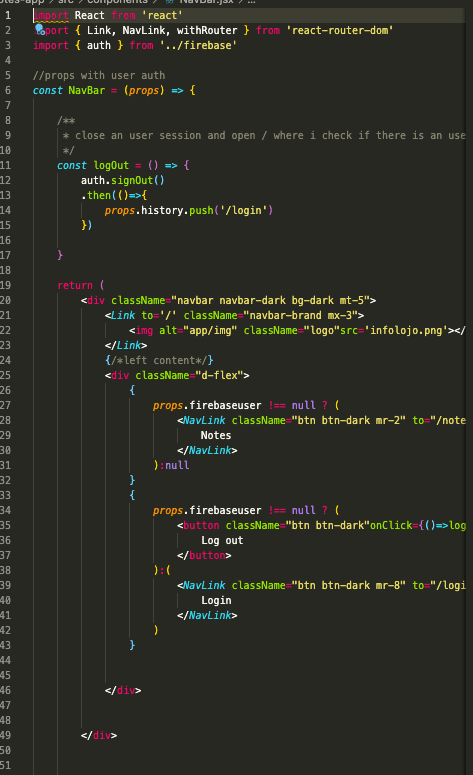 src / components / NavBar.jsx / ...
1 import React from 'react'
2 import { Link, NavLink, withRouter } from 'react-router-dom'
3 import { auth } from '../firebase'
4
5 //props with user auth
6 const NavBar = (props) => {
7
8 /**
9 * close an user session and open / where i check if there is an use
10 */
11 const logOut = () => {
12 auth.signOut()
13 .then(()=>{
14 props.history.push('/login')
15 })
16
17 }
18
19 return (
20 <div className="navbar navbar-dark bg-dark mt-5">
21 <Link to='/' className="navbar-brand mx-3">
22 <img alt="app/img" className="logo"src='infolojo.png'></
23 </Link>
24 {/*left content*/}
25 <div className="d-flex">
26 {
27 props.firebaseuser !== null ? (
28 <NavLink className="btn btn-dark mr-2" to="/note
29 Notes
30 </NavLink>
31 ):null
32 }
33 {
34 props.firebaseuser !== null ? (
35 <button className="btn btn-dark"onClick={()=>log
36 Log out
37 </button>
38 ):(
39 <NavLink className="btn btn-dark mr-8" to="/logi
40 Login
41 </NavLink>
42 )
43 }
44
45
46 </div>
47
48
49 </div>
50
51